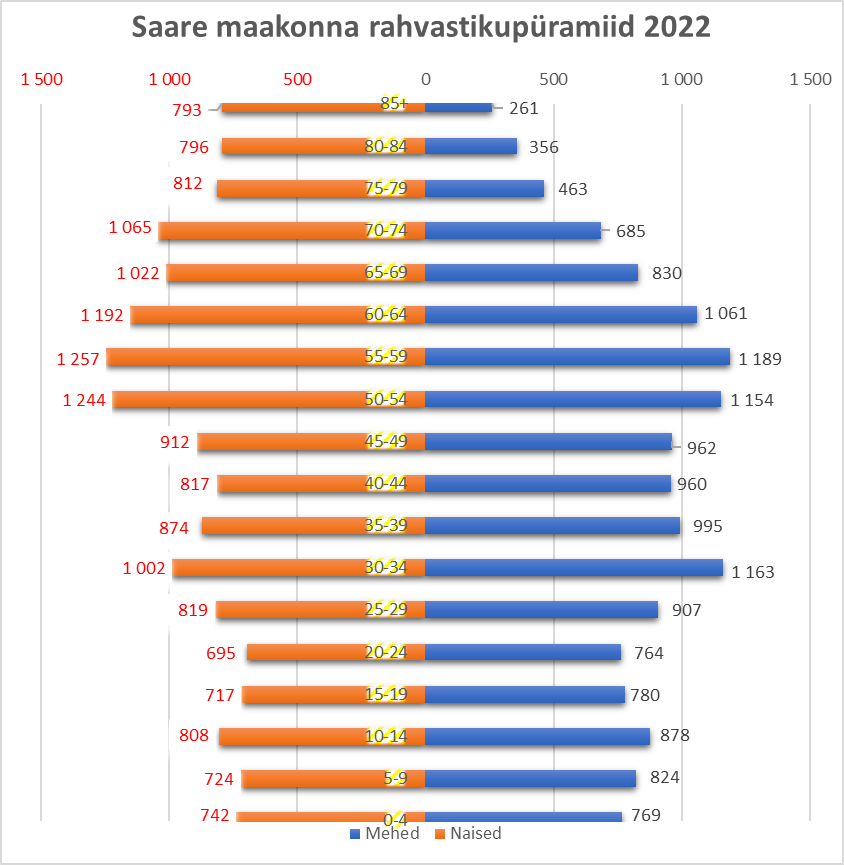 Saare maakonna rahvastikupüramiid 2022
1 500 1 000 500 0 500 1 000 1 500
793 85+ 261
796 80-84 356
812 75-79 463
1 065 70-74 685
1 022 65-69 830
1 192 60-64 1 061
1 257 55-59 1 189
1 244 50-54 1 154
912 45-49 962
817 40-44 960
874 35-39 995
1 002 30-34 1 163
819 25-29 907
695 20-24 764
717 15-19 780
808 10-14 878
724 5-9 824
742 0-4 769
Mehed Naised